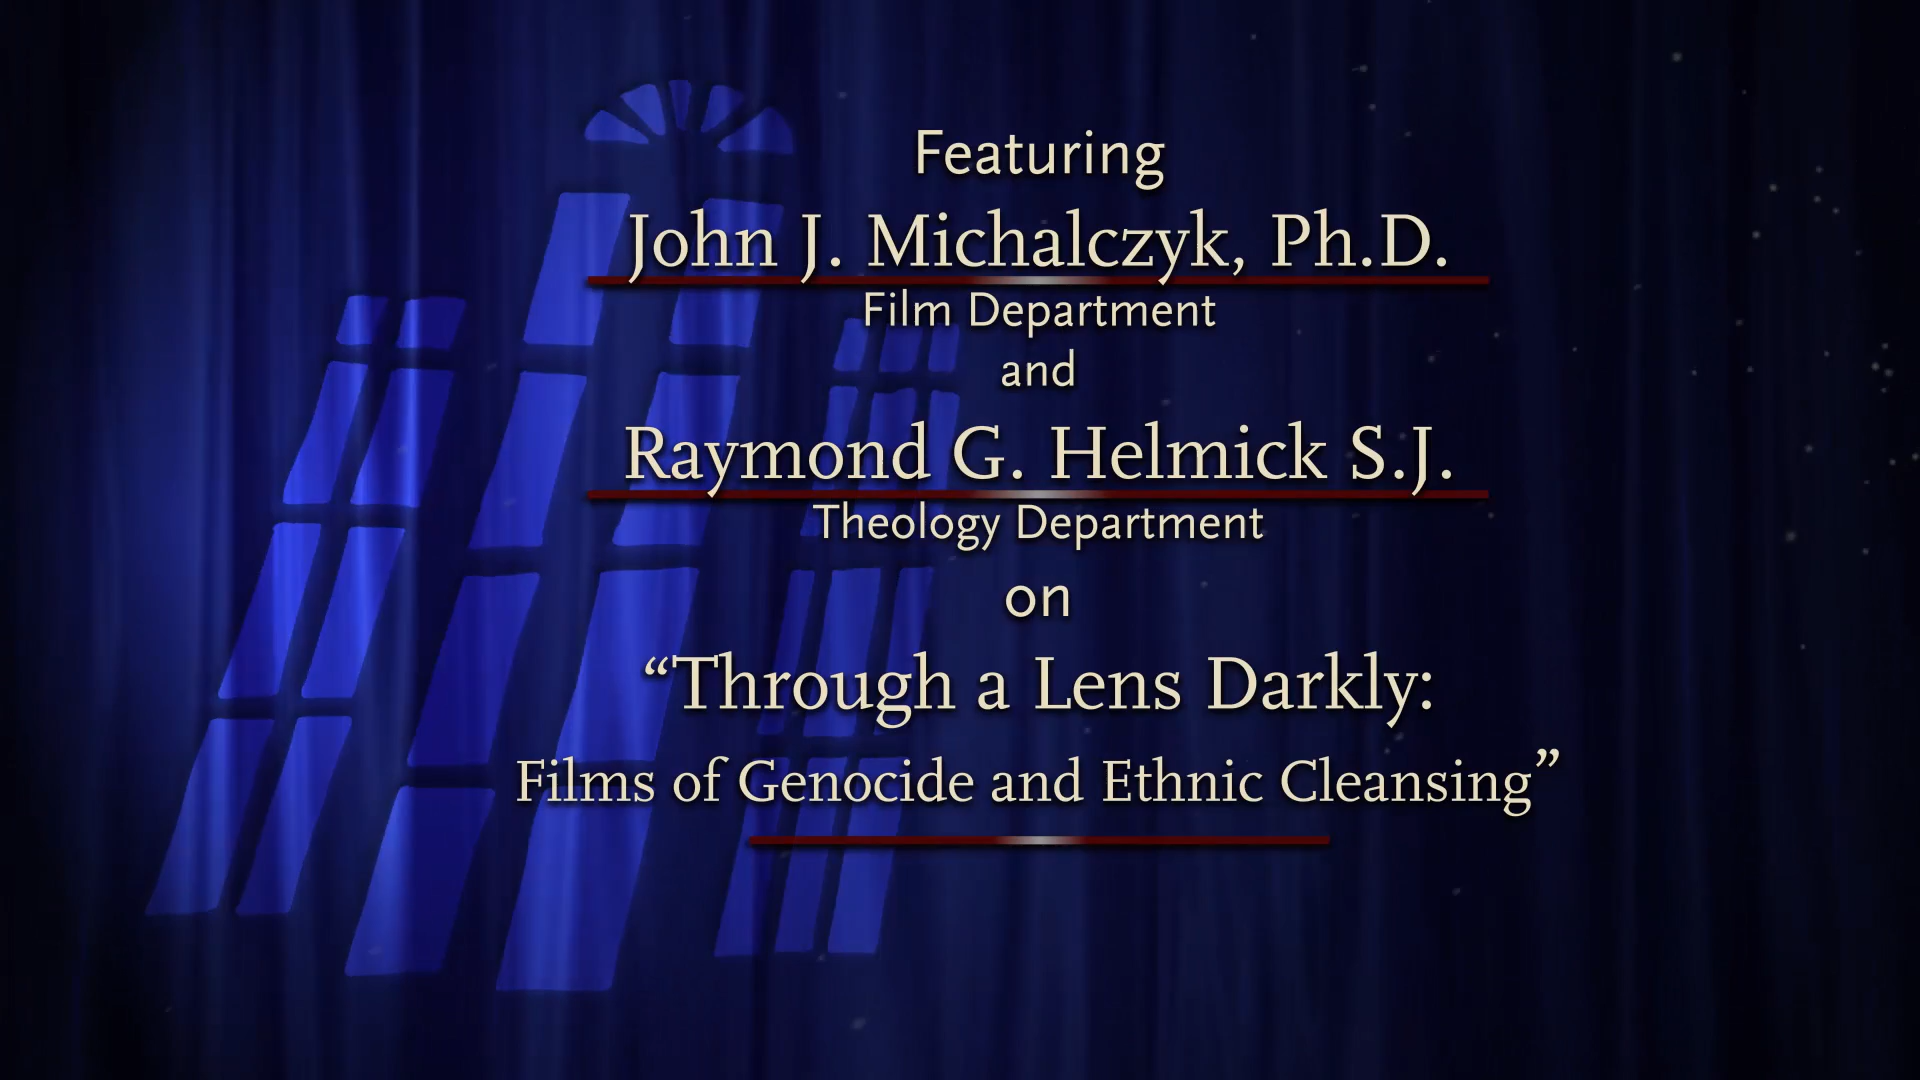 Featuring
John J. Michalczyk, Ph.D.
Film Department
and
Raymond G. Helmick S.J.
Theology Department
on
“Through a Lens Darkly:
Films of Genocide and Ethnic Cleansing”